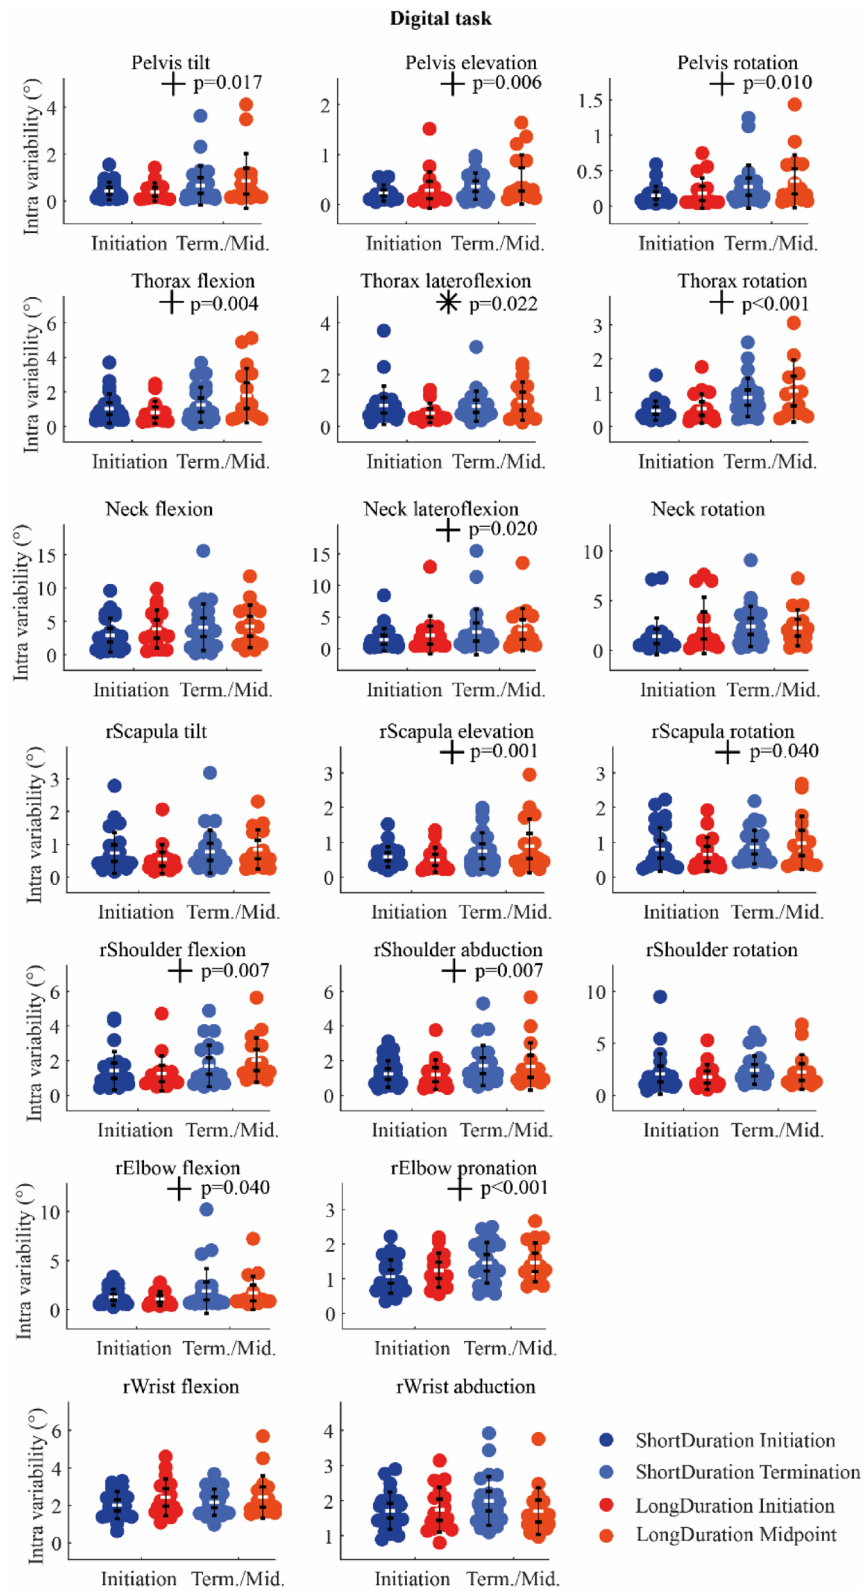 Digital task
Pelvis tilt
p=0.017
Pelvis elevation
p=0.006
Pelvis rotation
p=0.010
Intra variability (°)
4
2
0
2
1
0
1.5
1
0.5
0
Initiation Term./Mid.
Initiation Term./Mid.
Initiation Term./Mid.
Thorax flexion
p=0.004
Thorax lateroflexion
p=0.022
Thorax rotation
p<0.001
Intra variability (°)
6
4
2
0
4
2
0
3
2
1
0
Initiation Term./Mid.
Initiation Term./Mid.
Initiation Term./Mid.
Neck flexion
Neck lateroflexion
p=0.020
Neck rotation
Intra variability (°)
15
10
5
0
15
10
5
0
10
5
0
Initiation Term./Mid.
Initiation Term./Mid.
Initiation Term./Mid.
rScapula tilt
rScapula elevation
p=0.001
rScapula rotation
p=0.040
Intra variability (°)
3
2
1
0
3
2
1
0
3
2
1
0
Initiation Term./Mid.
Initiation Term./Mid.
Initiation Term./Mid.
rShoulder flexion
p=0.007
rShoulder abduction
p=0.007
rShoulder rotation
Intra variability (°)
6
4
2
0
6
4
2
0
10
5
0
Initiation Term./Mid.
Initiation Term./Mid.
Initiation Term./Mid.
rElbow flexion
p=0.040
rElbow pronation
p<0.001
Intra variability (°)
10
5
0
3
2
1
0
Initiation Term./Mid.
Initiation Term./Mid.
rWrist flexion
rWrist abduction
Intra variability (°)
6
4
2
0
4
3
2
1
Initiation Term./Mid.
Initiation Term./Mid.
ShortDuration Initiation
ShortDuration Termination
LongDuration Initiation
LongDuration Midpoint